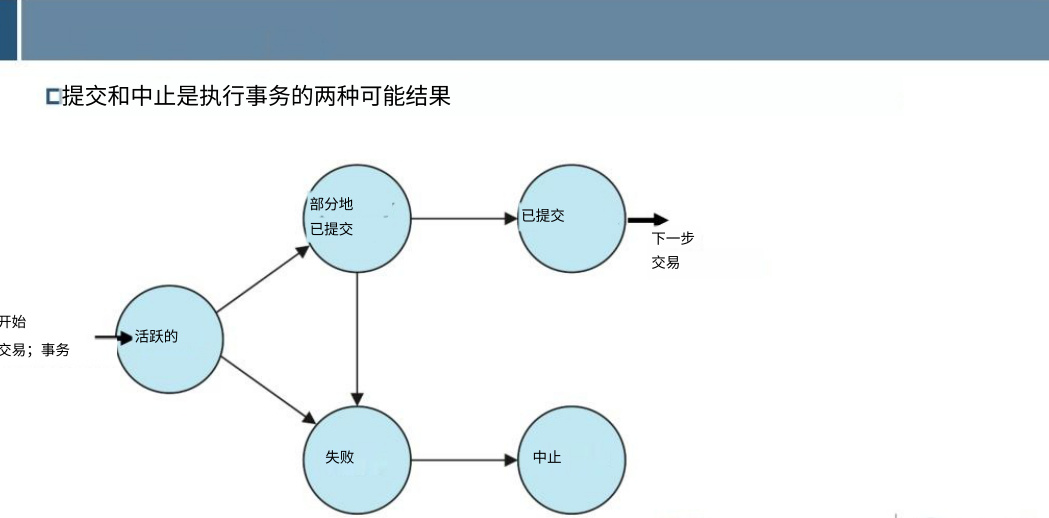 提交和中止是执行事务的两种可能结果
部分地
已提交
已提交
下一步
交易
开始
交易；事务
活跃的
失败
中止